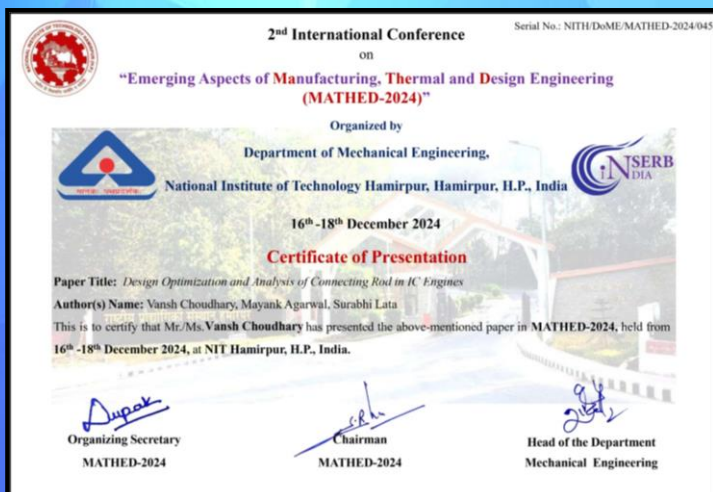 Serial No.: NITH/DoME/MATHED-2024/045
2nd International Conference
on
“Emerging Aspects of Manufacturing, Thermal and Design Engineering
(MATHED-2024)”
Organized by
Department of Mechanical Engineering,
National Institute of Technology Hamirpur, Hamirpur, H.P., India
SERB
INDIA
16th -18th December 2024
Certificate of Presentation
Paper Title: Design Optimization and Analysis of Connecting Rod in IC Engines
Author(s) Name: Vansh Choudhary, Mayank Agarwal, Surabhi Lata
This is to certify that Mr./Ms.Vansh Choudhary has presented the above-mentioned paper in MATHED-2024, held from
16th -18th December 2024, at NIT Hamirpur, H.P., India.
Dupak
Organizing Secretary
MATHED-2024
Chairman
MATHED-2024
Head of the Department
Mechanical Engineering